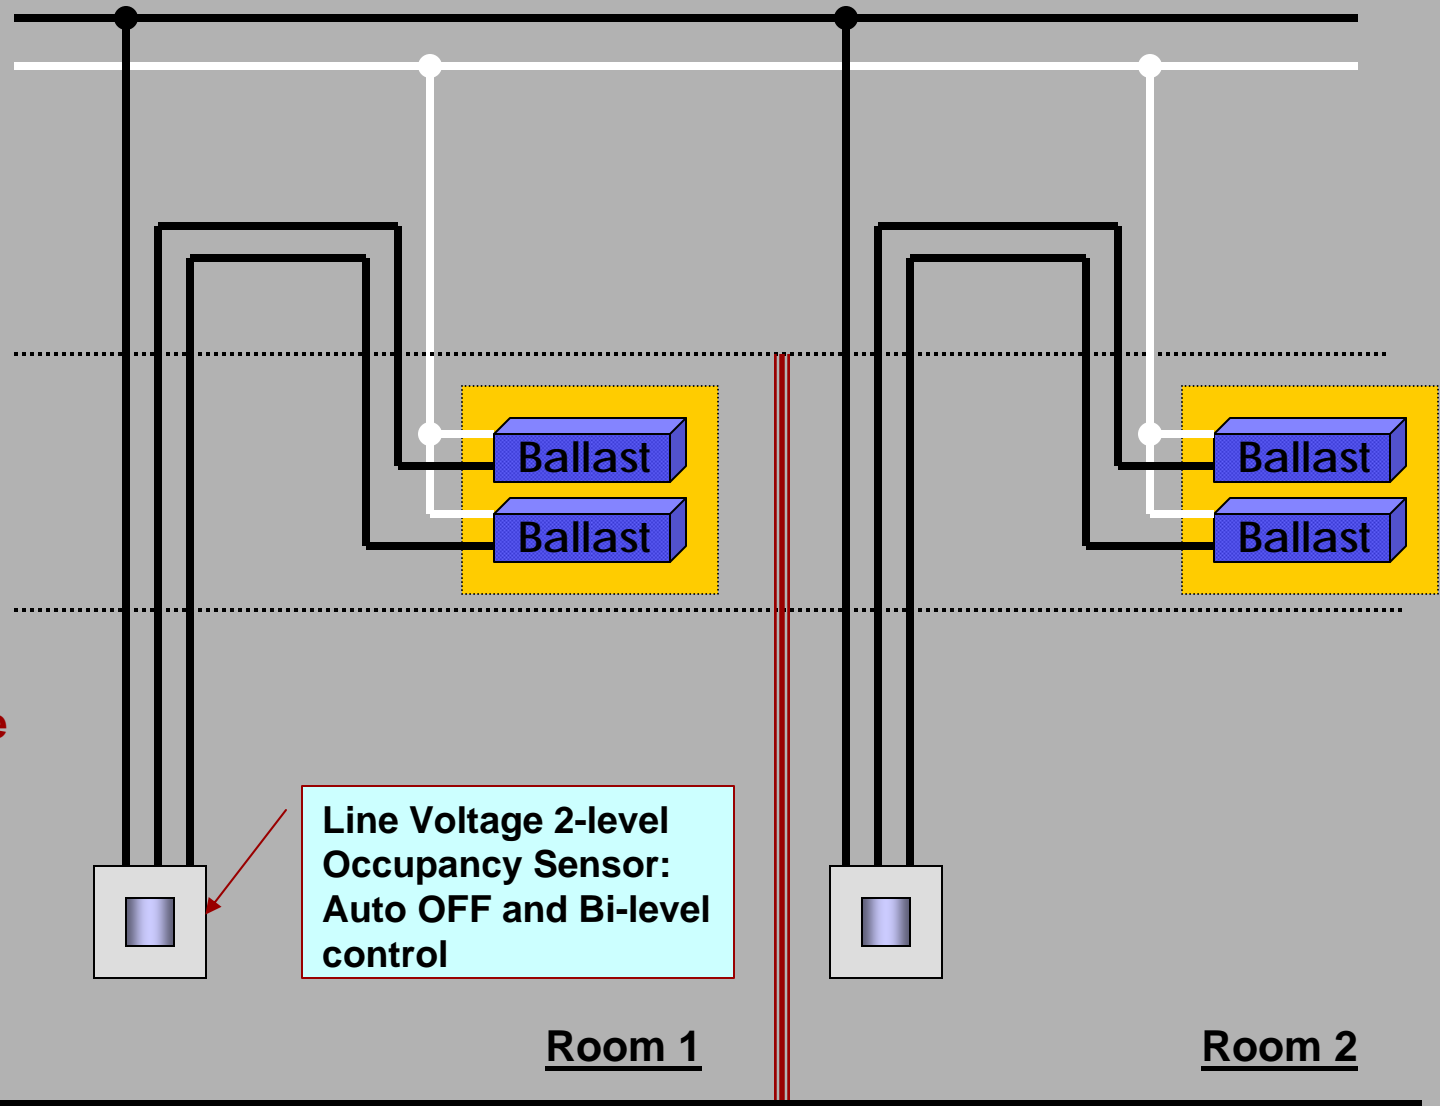 Ballast
Ballast
Ballast
Ballast
Line Voltage 2-level
Occupancy Sensor:
Auto OFF and Bi-level
control
Room 1
Room 2